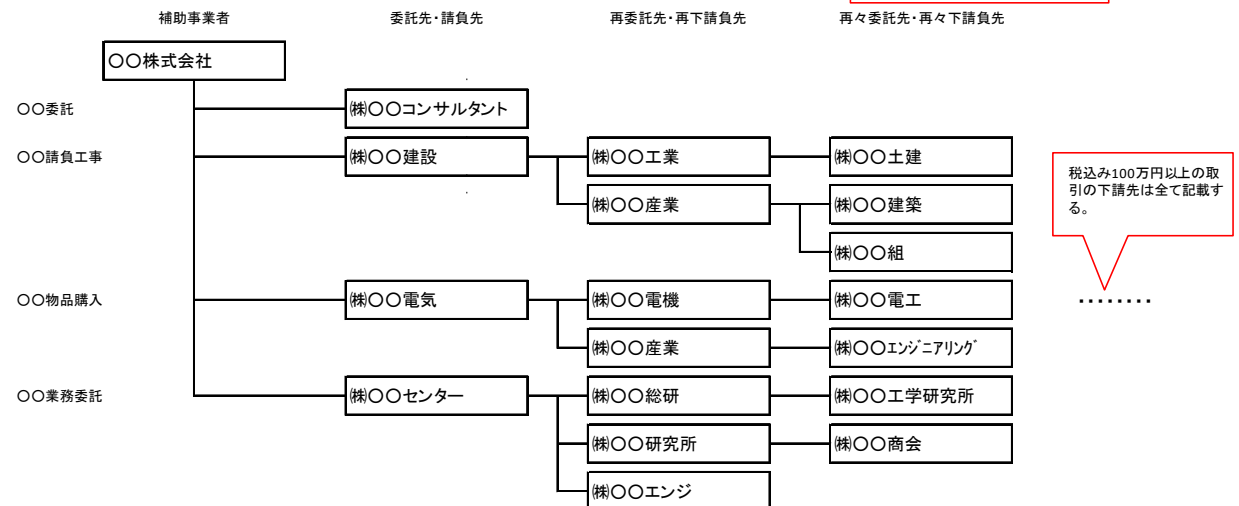 補助事業者 委託先・請負先 再委託先・再下請負先 再々委託先・再々下請負先
〇〇株式会社
〇〇委託 ㈱〇〇コンサルタント
〇〇請負工事 ㈱〇〇建設 ㈱〇〇工業 ㈱〇〇土建
㈱〇〇産業 ㈱〇〇建築
㈱〇〇組
税込み100万円以上の取
引の下請先は全て記載す
る。
〇〇物品購入 ㈱〇〇電気 ㈱〇〇電機 ㈱〇〇電工 ・・・・・・・・
㈱〇〇産業 ㈱〇〇ｴﾝｼﾞﾆｱﾘﾝｸﾞ
〇〇業務委託 ㈱〇〇センター ㈱〇〇総研 ㈱〇〇工学研究所
㈱〇〇研究所 ㈱〇〇商会
㈱〇〇エンジ